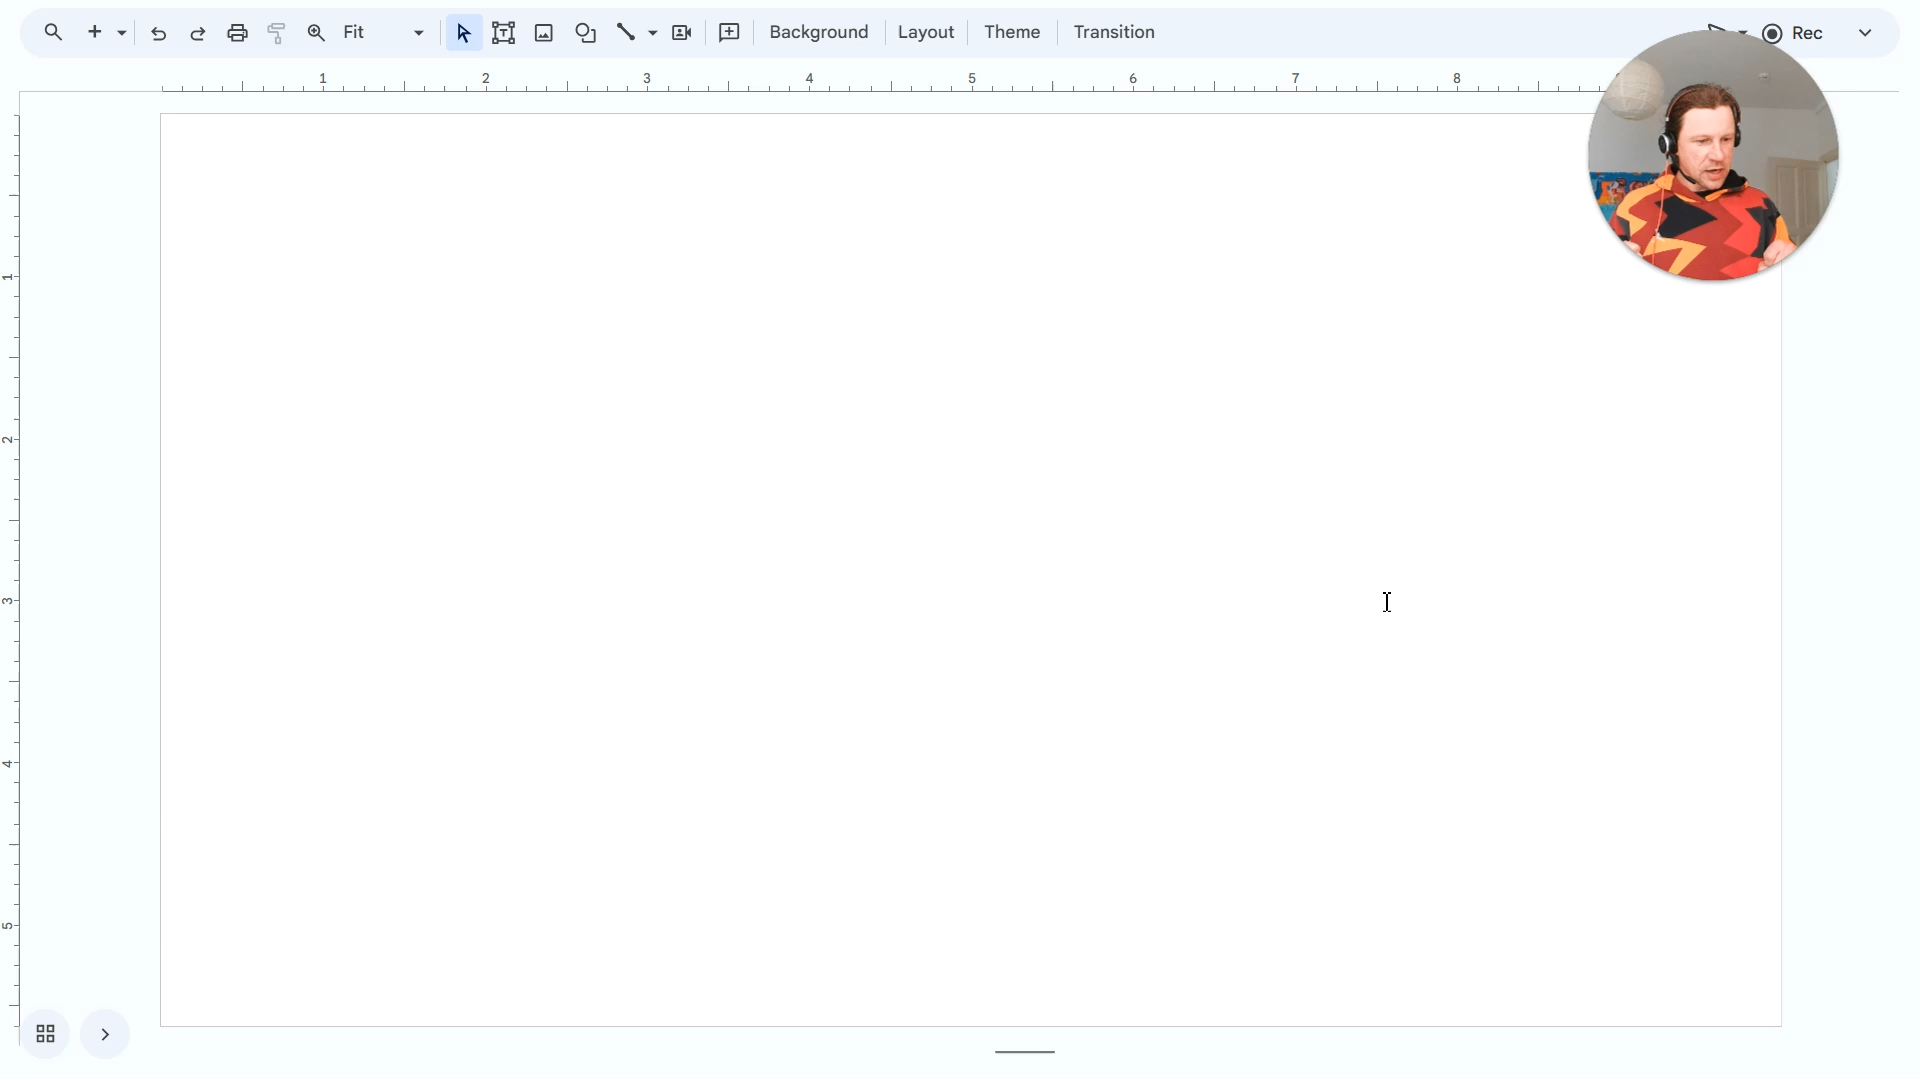 Fit
Background
Layout
Theme
Transition
Rec
1 2 3 4 5 6 7 8
1
2
3
4
5